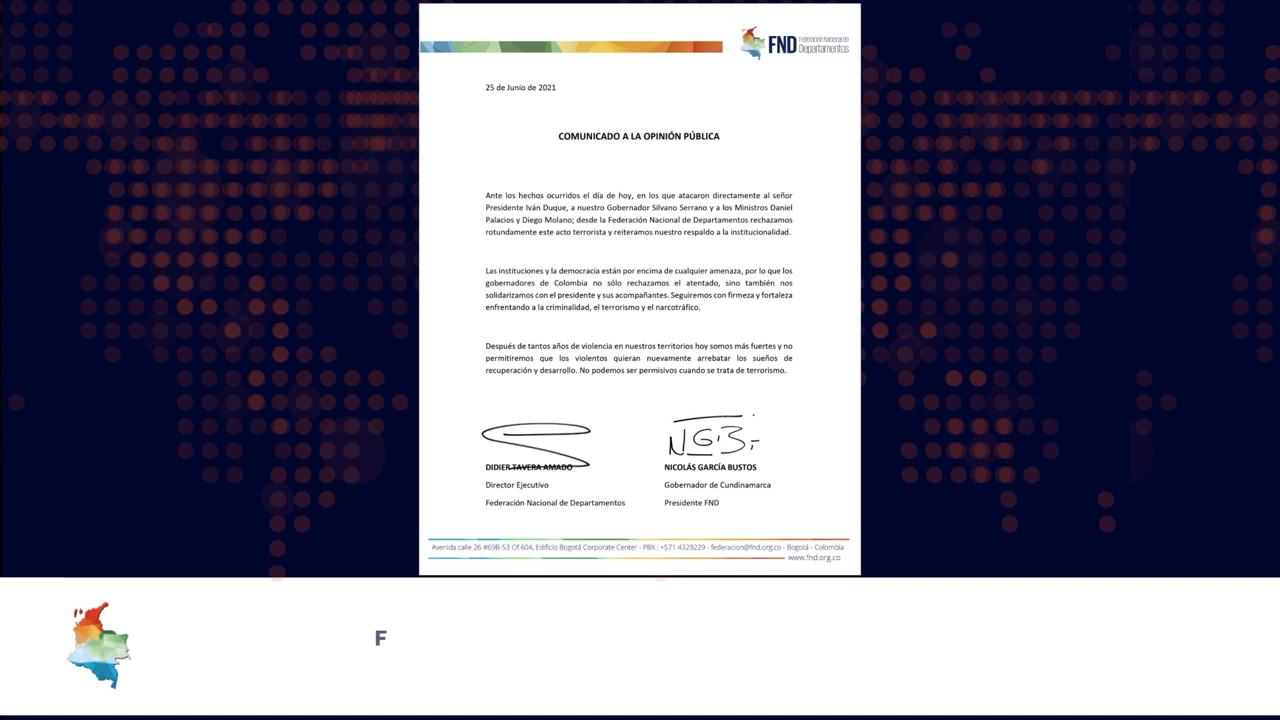 FND Federación Nacional de
Departamentos
25 de Junio de 2021
COMUNICADO A LA OPINIÓN PÚBLICA
Ante los hechos ocurridos el día de hoy, en los que atacaron directamente al señor
Presidente Iván Duque, a nuestro Gobernador Silvano Serrano y a los Ministros Daniel
Palacios y Diego Molano; desde la Federación Nacional de Departamentos rechazamos
rotundamente este acto terrorista y reiteramos nuestro respaldo a la institucionalidad.
Las instituciones y la democracia están por encima de cualquier amenaza, por lo que los
gobernadores de Colombia no sólo rechazamos el atentado, sino también nos
solidarizamos con el presidente y sus acompañantes. Seguiremos con firmeza y fortaleza
enfrentando a la criminalidad, el terrorismo y el narcotráfico.
Después de tantos años de violencia en nuestros territorios hoy somos más fuertes y no
permitiremos que los violentos quieran nuevamente arrebatar los sueños de
recuperación y desarrollo. No podemos ser permisivos cuando se trata de terrorismo.
N.G.B.
DIDIER TAVERA AMADO NICOLÁS GARCÍA BUSTOS
Director Ejecutivo Gobernador de Cundinamarca
Federación Nacional de Departamentos Presidente FND
Avenida calle 26 #69B-53 Of.604, Edificio Bogotá Corporate Center - PBX : +571 4329229 - federacion@fnd.org.co - Bogotá - Colombia
www.fnd.org.co
F